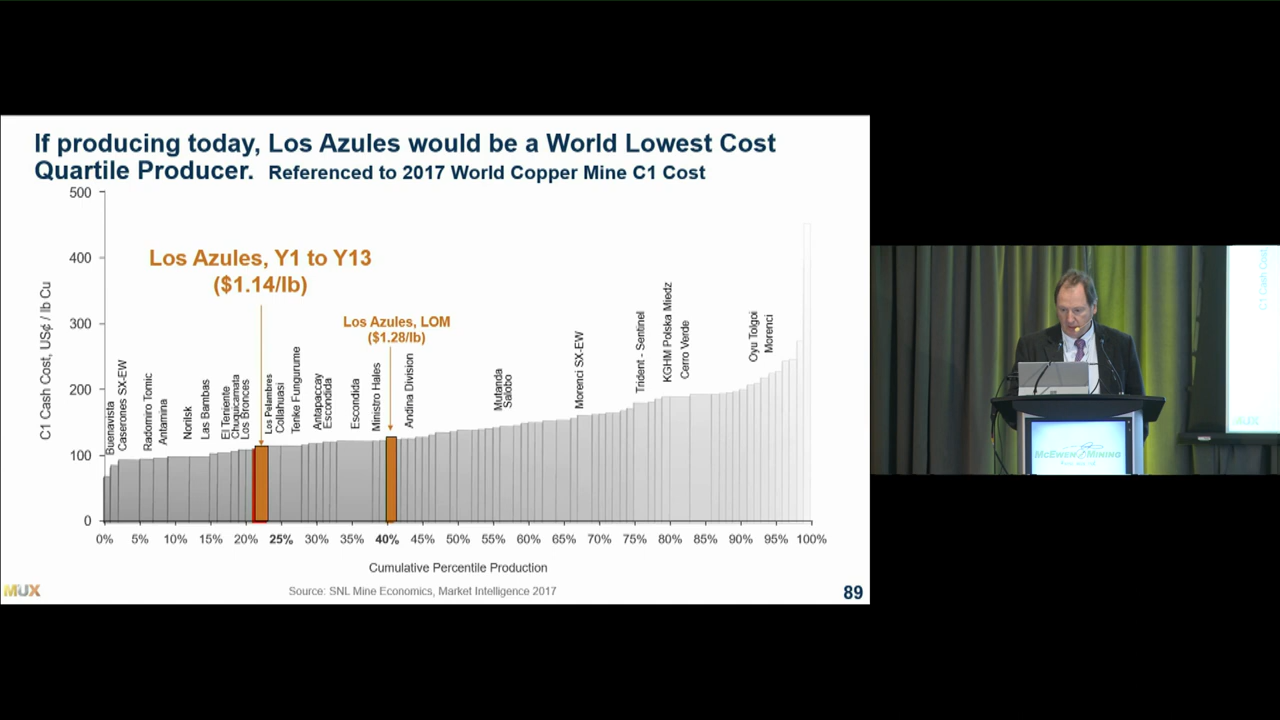 If producing today, Los Azules would be a World Lowest Cost
Quartile Producer. Referenced to 2017 World Copper Mine C1 Cost
C1 Cash Cost, US¢ / lb Cu
500
400
300
200
100
0
Los Azules, Y1 to Y13
($1.14/lb)
Los Azules, LOM
($1.28/lb)
Buenavista
Caserones SX-EW
Radomiro Tomic
Antamina
Norilsk
Las Bambas
El Teniente
Chuquicamata
Los Bronces
Los Pelambres
Collahuasi
Tenke Fungurume
Antapaccay
Escondida
Escondida
Ministro Hales
Andina Division
Mutanda
Salobo
Morenci SX-EW
Trident - Sentinel
KGHM Polska Miedz
Cerro Verde
Oyu Tolgoi
Morenci
0% 5% 10% 15% 20% 25% 30% 35% 40% 45% 50% 55% 60% 65% 70% 75% 80% 85% 90% 95% 100%
Cumulative Percentile Production
Source: SNL Mine Economics, Market Intelligence 2017
MUX
89
C1 Cash Cost
MUX
McEWEN MINING